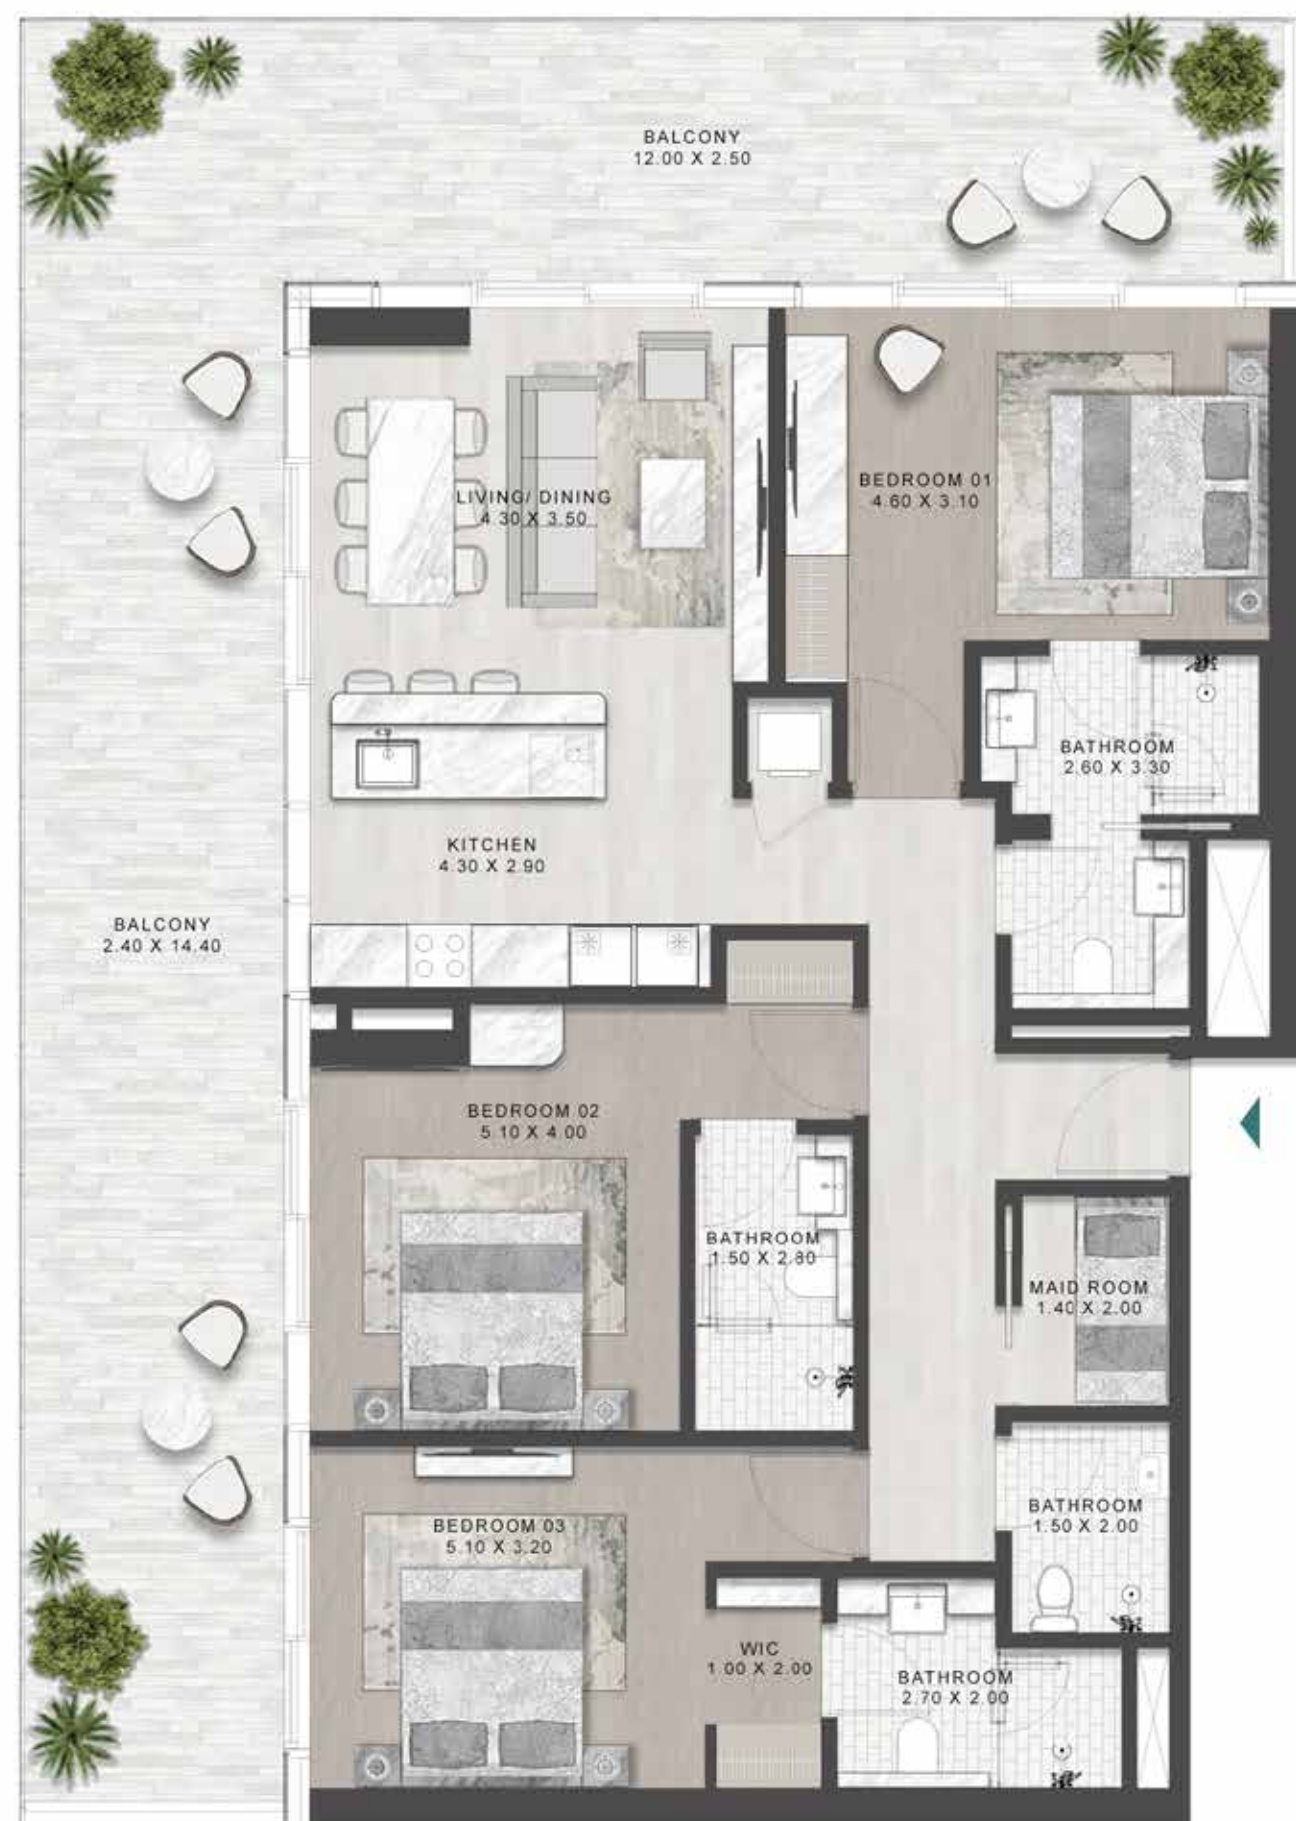 BALCONY
12.00 X 2.50
LIVING/ DINING
4.30 X 3.50
BEDROOM 01
4.60 X 3.10
BATHROOM
2.60 X 3.30
KITCHEN
4.30 X 2.90
BALCONY
2.40 X 14.40
BEDROOM 02
5.10 X 4.00
BATHROOM
1.50 X 2.80
MAID ROOM
1.40 X 2.00
BATHROOM
1.50 X 2.00
BEDROOM 03
5.10 X 3.20
WIC
1.00 X 2.00
BATHROOM
2.70 X 2.00